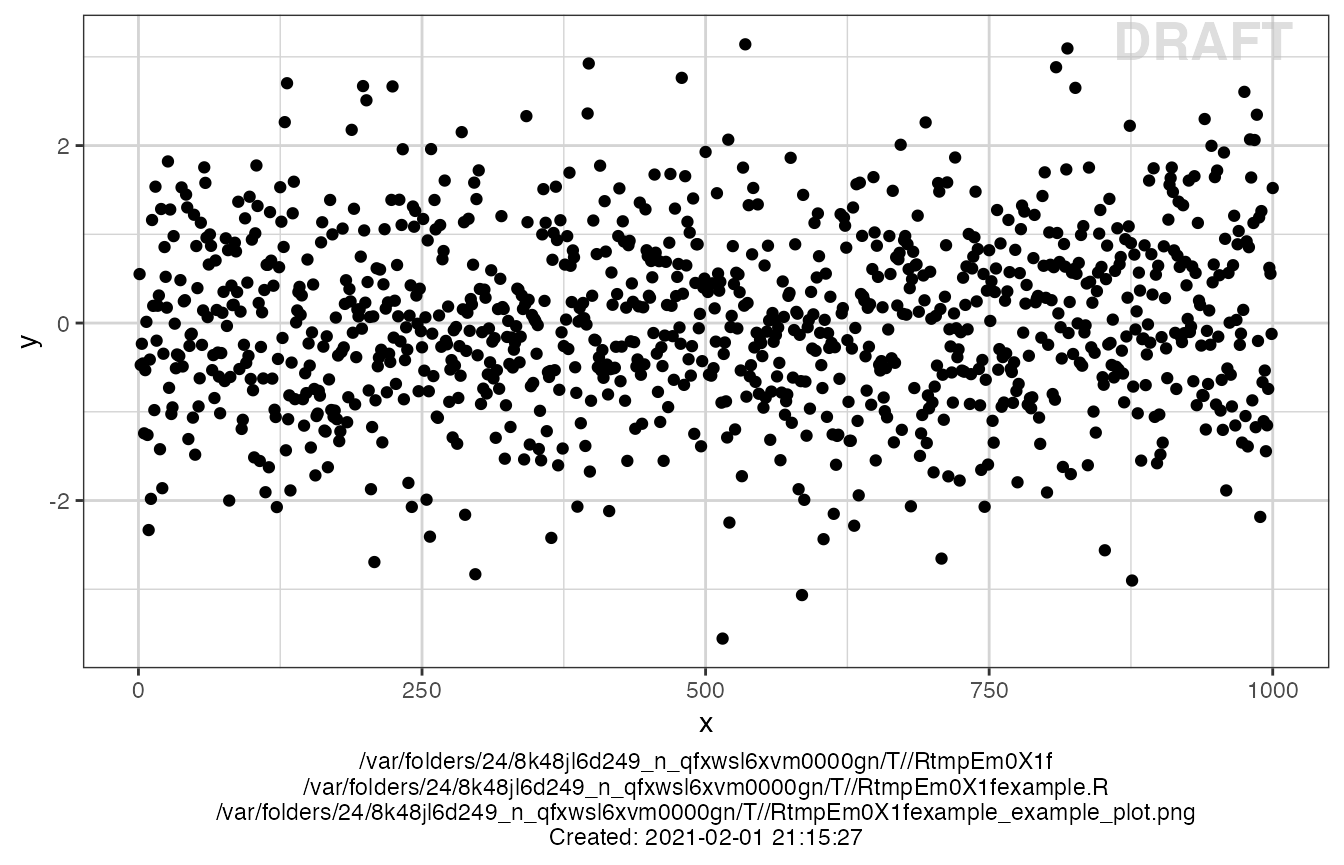 DRAFT
2
0
-2
y
0 250 500 750 1000
x
/var/folders/24/8k48jl6d249_n_qfxwsl6xvm0000gn/T//RtmpEm0X1f
/var/folders/24/8k48jl6d249_n_qfxwsl6xvm0000gn/T//RtmpEm0X1fexample.R
/var/folders/24/8k48jl6d249_n_qfxwsl6xvm0000gn/T//RtmpEm0X1fexample_example_plot.png
Created: 2021-02-01 21:15:27